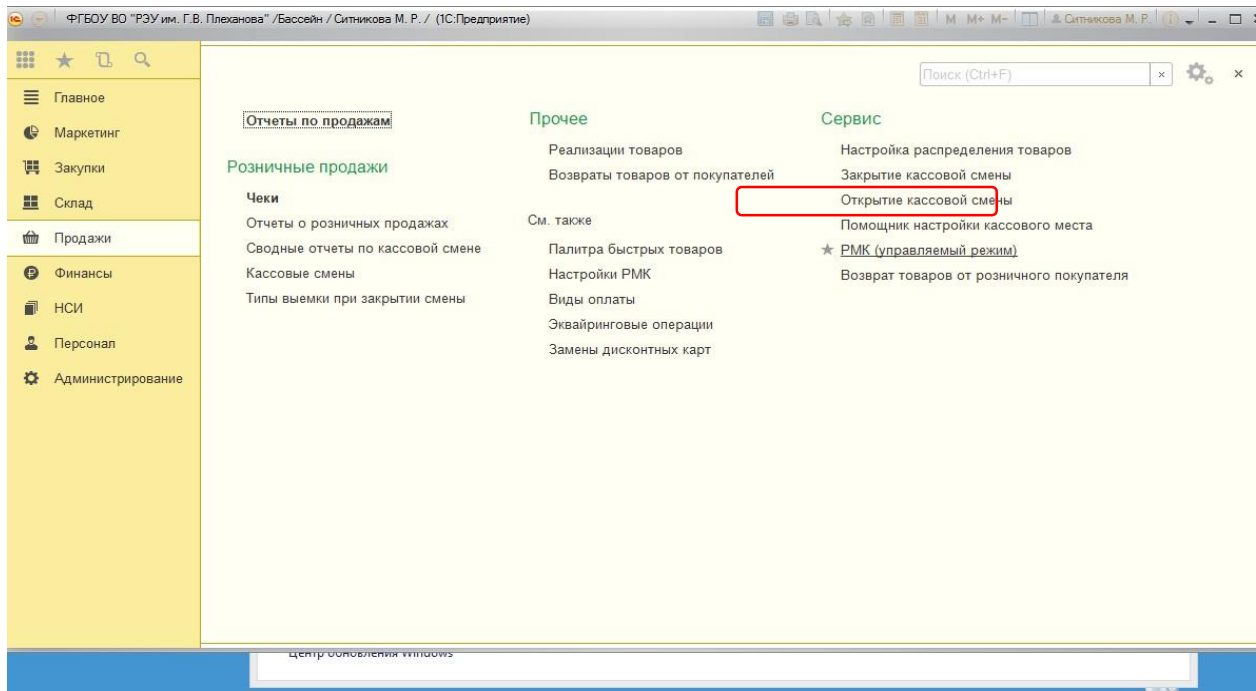 ФГБОУ ВО "РЭУ им. Г.В. Плеханова" /Бассейн / Ситникова М. Р. / (1С:Предприятие)
M M+ M-
Ситникова М. Р.
Поиск (Ctrl+F)
Главное
Маркетинг
Закупки
Склад
Продажи
Финансы
НСИ
Персонал
Администрирование
Отчеты по продажам
Розничные продажи
Чеки
Отчеты о розничных продажах
Сводные отчеты по кассовой смене
Кассовые смены
Типы выемки при закрытии смены
Прочее
Реализации товаров
Возвраты товаров от покупателей
См. также
Палитра быстрых товаров
Настройки РМК
Виды оплаты
Эквайринговые операции
Замены дисконтных карт
Сервис
Настройка распределения товаров
Закрытие кассовой смены
Открытие кассовой смены
Помощник настройки кассового места
РМК (управляемый режим)
Возврат товаров от розничного покупателя
Центр обновления Windows